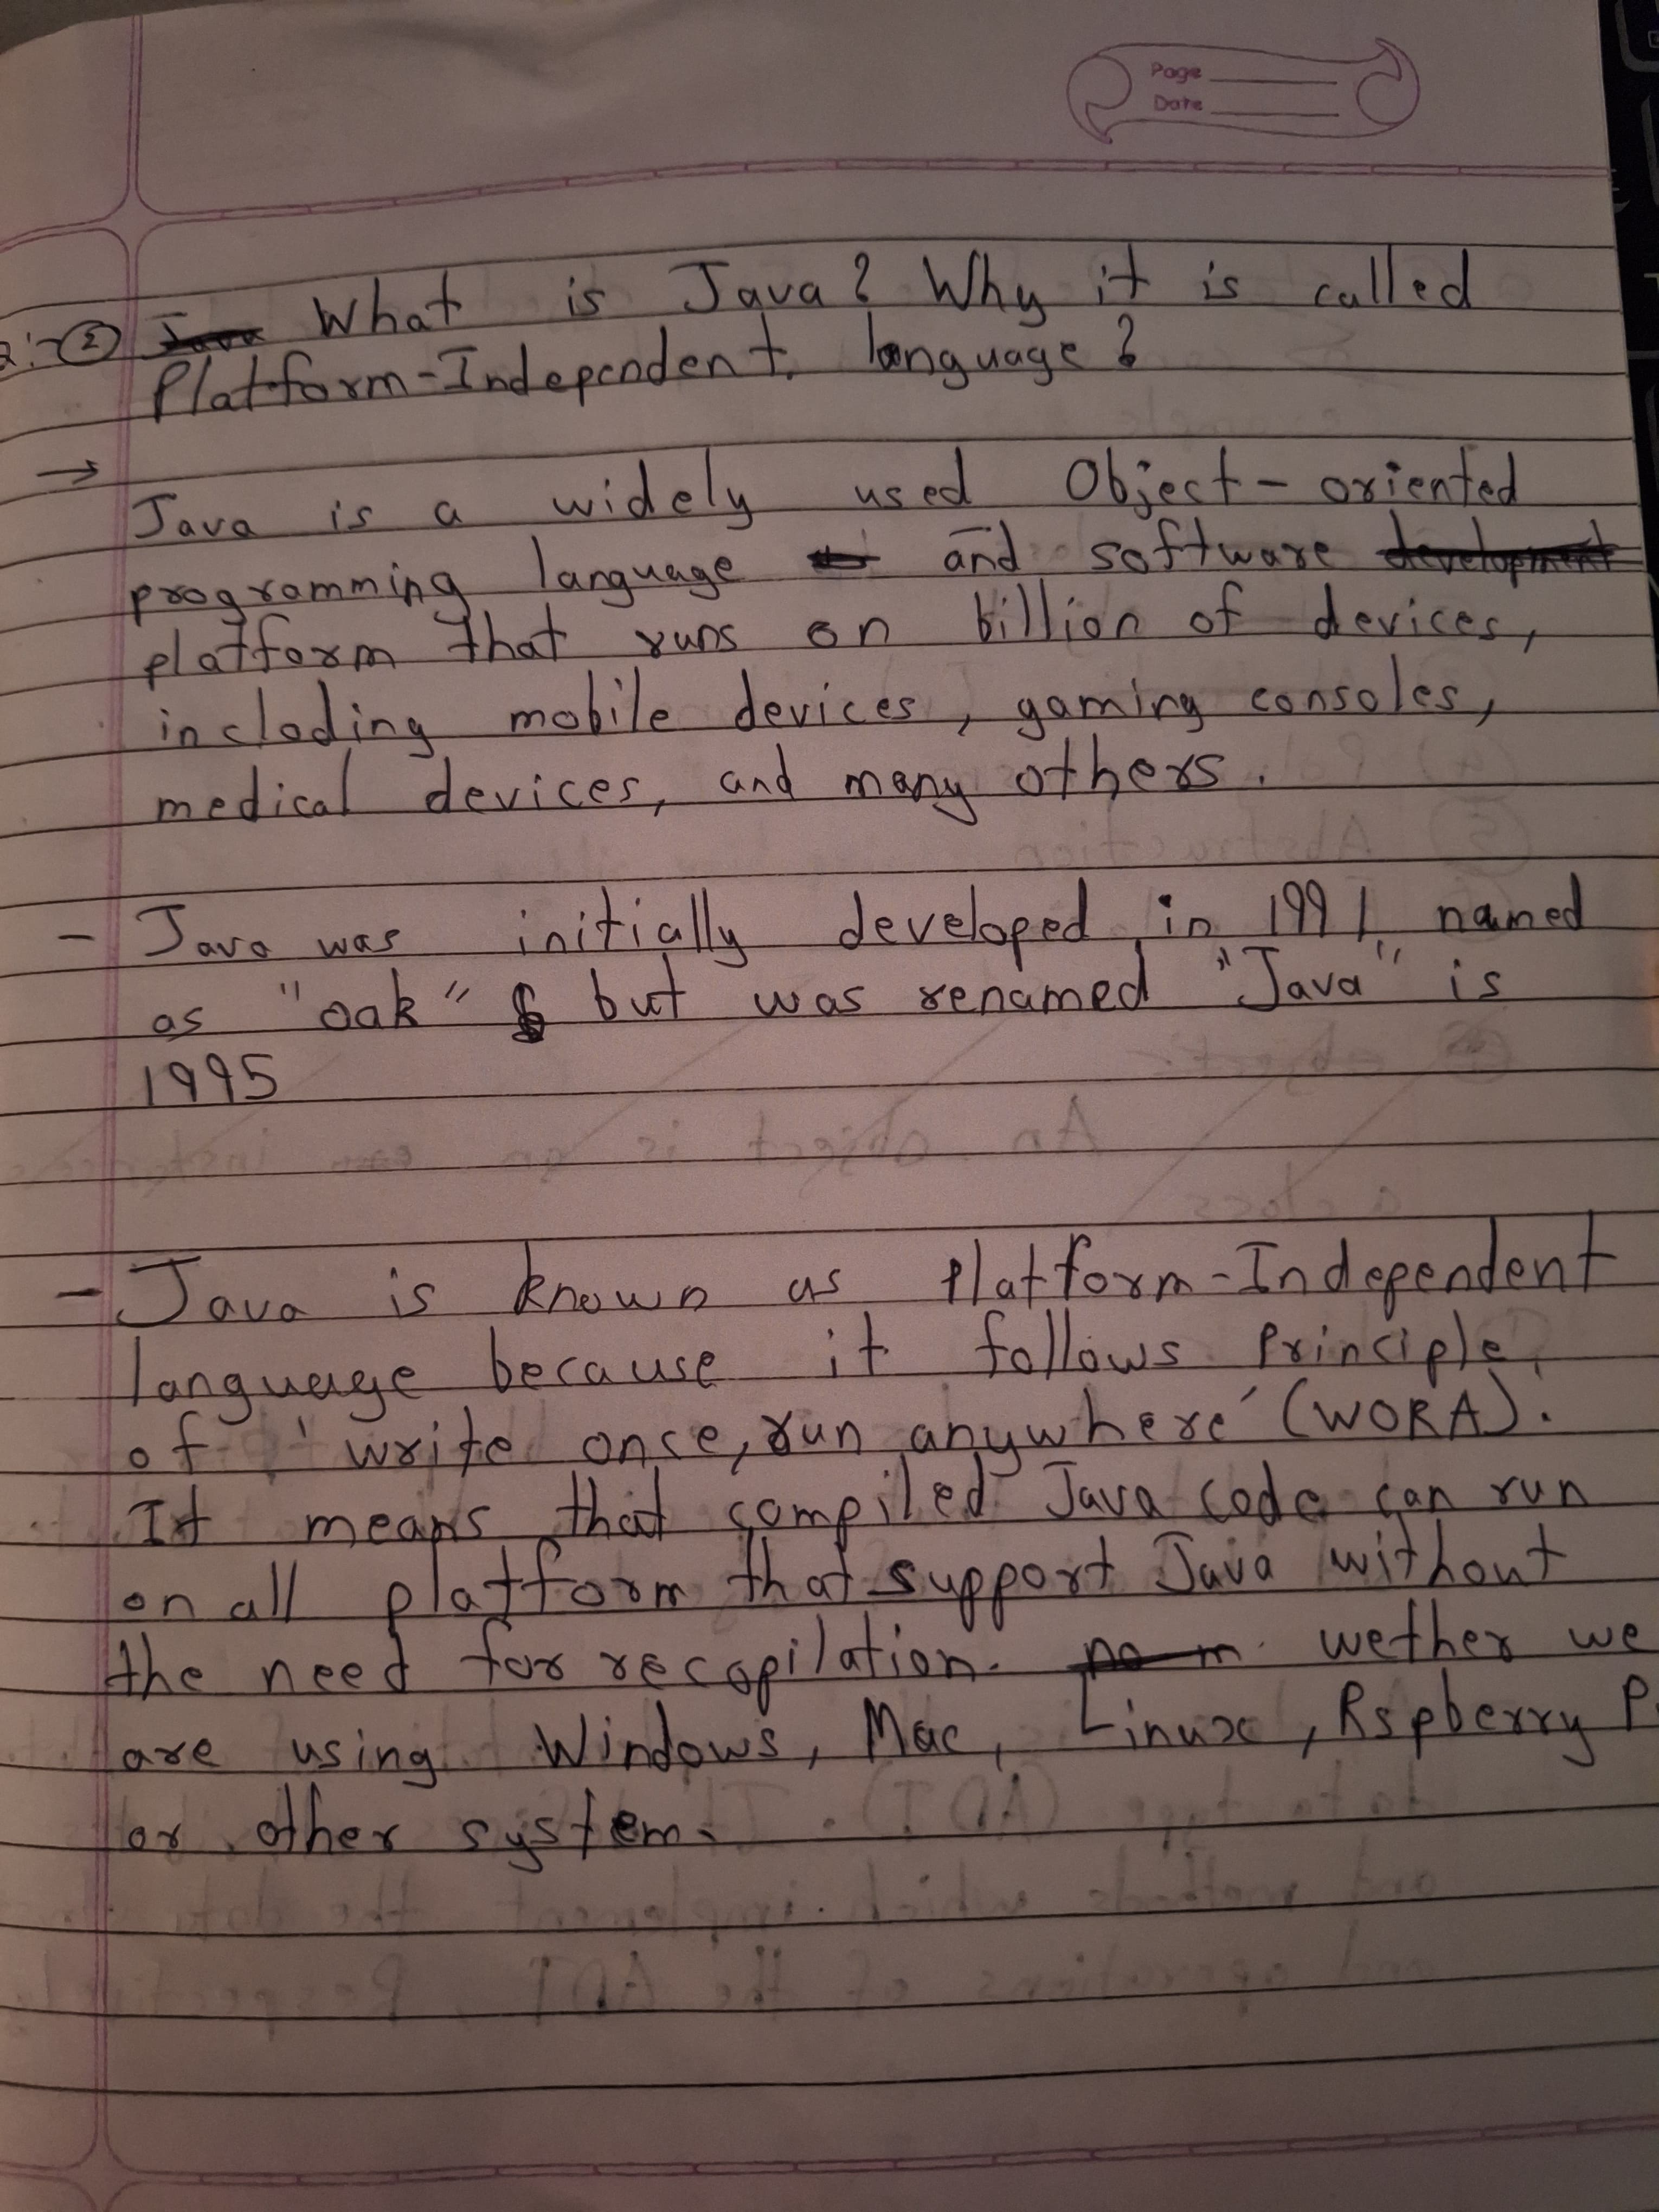 Page
Date
Q:-② What is Java? Why it is called
Platform-Independent language?
→
Java is a widely used Object-oriented
programming language and software
platform that runs on billion of devices,
incloding mobile devices, gaming consoles,
medical devices, and many others.
- Java was initially developed in 1991 named
as "oak" but was renamed "Java" is
1995
- Java is known as Platform-Independent
language because it follows Principle
of 'write once, run anywhere' (WORA).
It means that compiled Java code can run
on all platform that support Java without
the need for recopilation. wether we
are using Windows, Mac, Linux, Rspberry P
or other system.